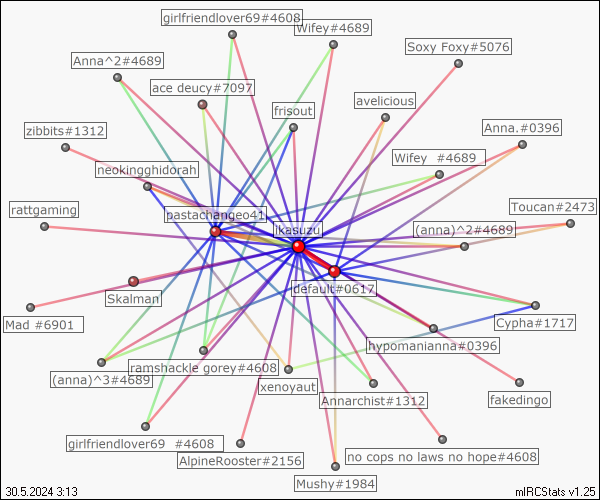 girlfriendlover69#4608
Wifey#4689
Soxy Foxy#5076
Anna^2#4689
ace deucy#7097
avelicious
frisout
Anna.#0396
zibbits#1312
Wifey  #4689
neokingghidorah
Toucan#2473
rattgaming
pastachangeo41
likasuzu
(anna)^2#4689
default#0617
Skalman
Mad #6901
Cypha#1717
hypomanianna#0396
ramshackle gorey#4608
(anna)^3#4689
xenoyaut
Annarchist#1312
fakedingo
girlfriendlover69  #4608
AlpineRooster#2156
no cops no laws no hope#4608
Mushy#1984
30.5.2024 3:13
mIRCStats v1.25